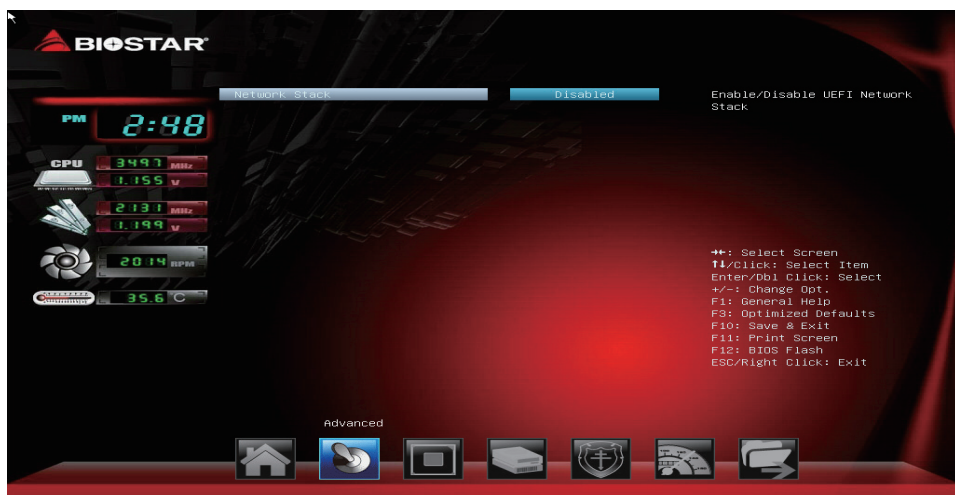 BIOSTAR
Network Stack Disabled
Enable/Disable UEFI Network
Stack
PM 2:48
CPU 3497 MHz
1.155 V
2131 MHz
1.199 V
2014 RPM
35.6 C
→←: Select Screen
↑↓/Click: Select Item
Enter/Dbl Click: Select
+/-: Change Opt.
F1: General Help
F3: Optimized Defaults
F10: Save & Exit
F11: Print Screen
F12: BIOS Flash
ESC/Right Click: Exit
Advanced